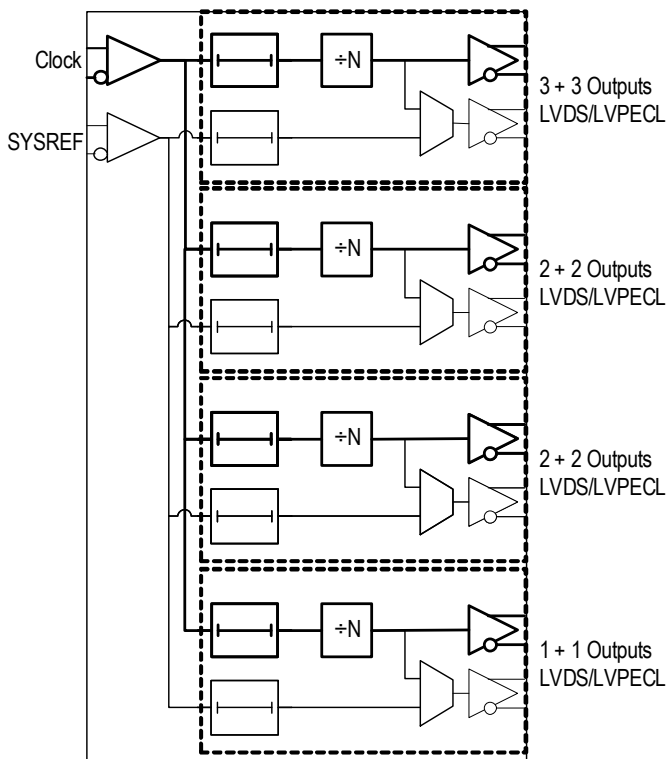 Clock
÷N
3 + 3 Outputs
LVDS/LVPECL
SYSREF
÷N
2 + 2 Outputs
LVDS/LVPECL
÷N
2 + 2 Outputs
LVDS/LVPECL
÷N
1 + 1 Outputs
LVDS/LVPECL